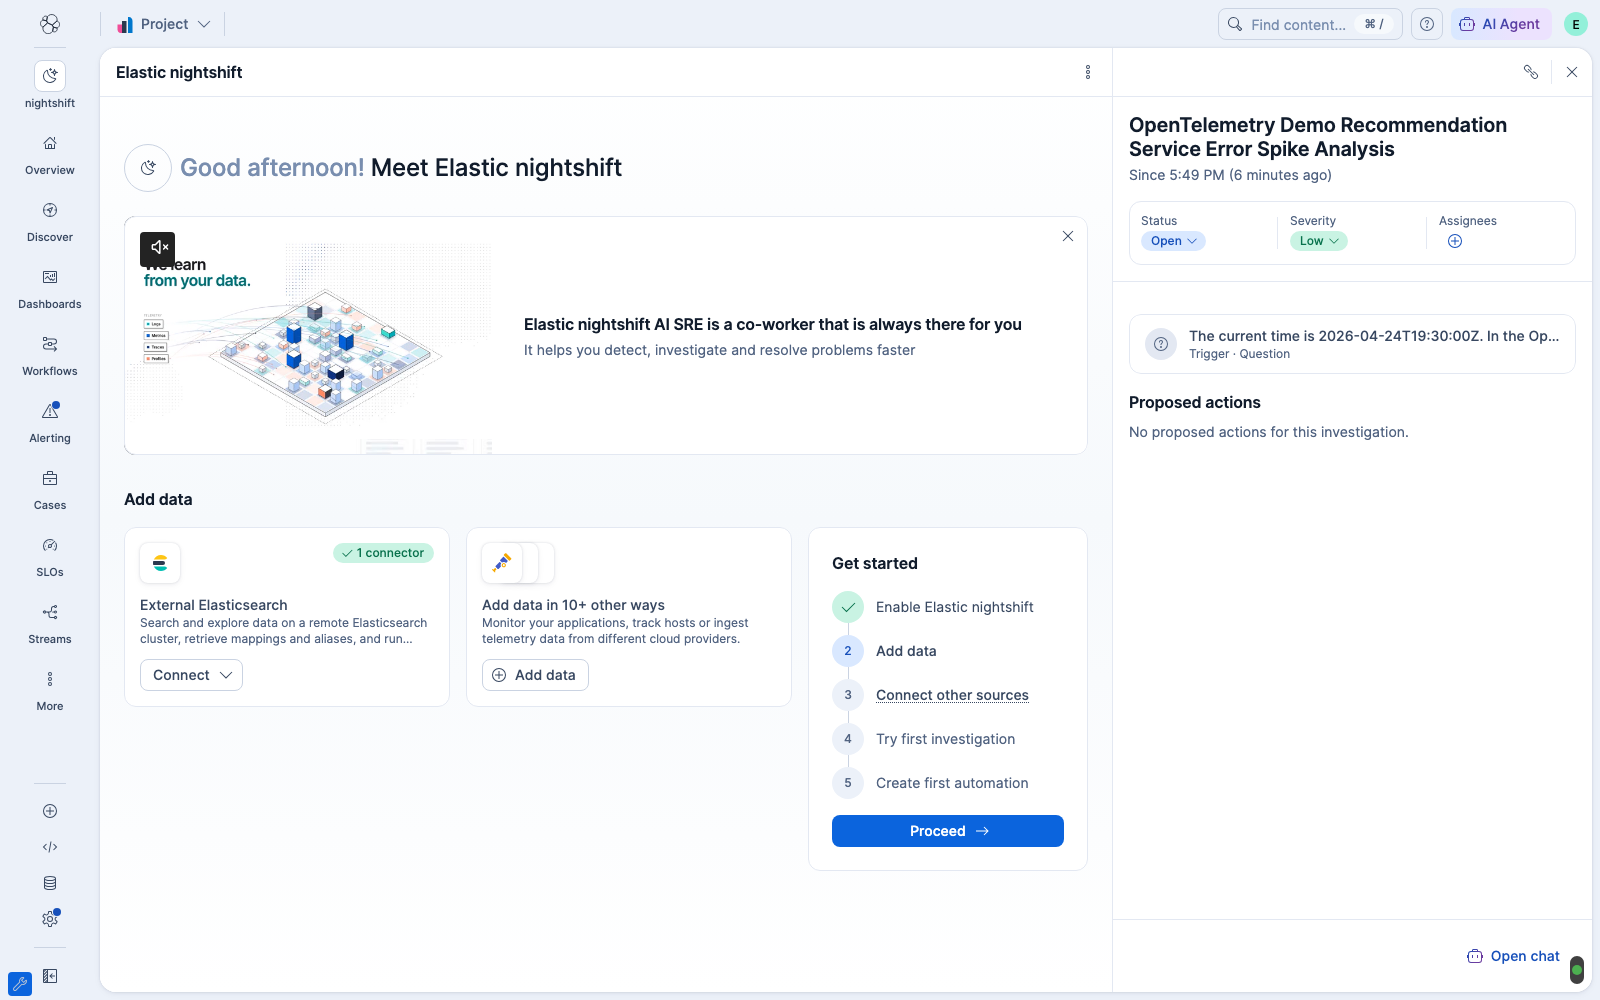 Project
Find content...
⌘ /
AI Agent
E
nightshift
Overview
Discover
Dashboards
Workflows
Alerting
Cases
SLOs
Streams
More
Elastic nightshift
Good afternoon! Meet Elastic nightshift
We learn
from your data.
Logs
Metrics
Traces
Profiles
Elastic nightshift AI SRE is a co-worker that is always there for you
It helps you detect, investigate and resolve problems faster
Add data
1 connector
External Elasticsearch
Search and explore data on a remote Elasticsearch
cluster, retrieve mappings and aliases, and run...
Connect
Add data in 10+ other ways
Monitor your applications, track hosts or ingest
telemetry data from different cloud providers.
Add data
Get started
Enable Elastic nightshift
2 Add data
3 Connect other sources
4 Try first investigation
5 Create first automation
Proceed
OpenTelemetry Demo Recommendation
Service Error Spike Analysis
Since 5:49 PM (6 minutes ago)
Status
Open
Severity
Low
Assignees
The current time is 2026-04-24T19:30:00Z. In the Op...
Trigger · Question
Proposed actions
No proposed actions for this investigation.
Open chat